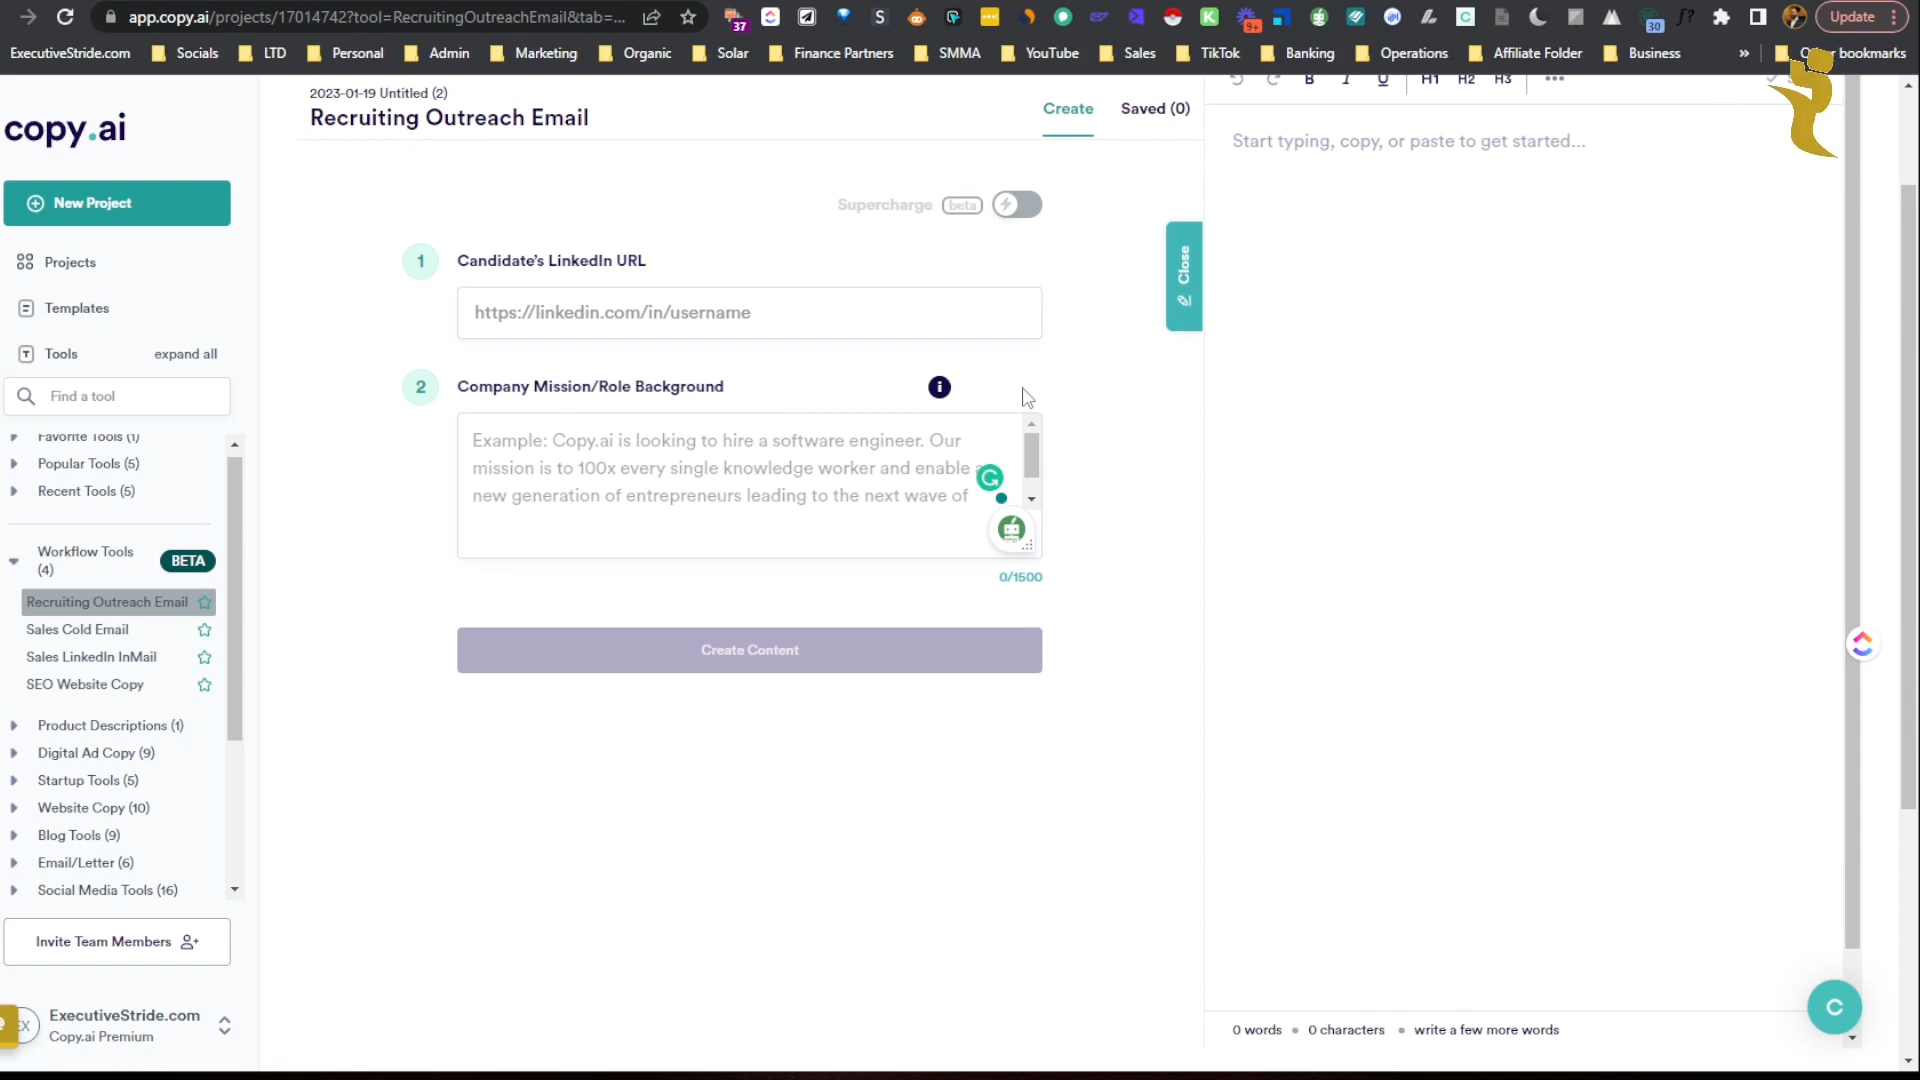 app.copy.ai/projects/17014742?tool=RecruitingOutreachEmail&tab=...
37
S
K
9+
C
30
f?
Update
ExecutiveStride.com
Socials
LTD
Personal
Admin
Marketing
Organic
Solar
Finance Partners
SMMA
YouTube
Sales
TikTok
Banking
Operations
Affiliate Folder
Business
»
bookmarks
copy.ai
New Project
Projects
Templates
Tools
expand all
Find a tool
Favorite Tools (1)
Popular Tools (5)
Recent Tools (5)
Workflow Tools
(4)
BETA
Recruiting Outreach Email
Sales Cold Email
Sales LinkedIn InMail
SEO Website Copy
Product Descriptions (1)
Digital Ad Copy (9)
Startup Tools (5)
Website Copy (10)
Blog Tools (9)
Email/Letter (6)
Social Media Tools (16)
Invite Team Members
EX
ExecutiveStride.com
Copy.ai Premium
2023-01-19 Untitled (2)
Recruiting Outreach Email
Create
Saved (0)
Supercharge beta
1
Candidate's LinkedIn URL
https://linkedin.com/in/username
2
Company Mission/Role Background
i
Example: Copy.ai is looking to hire a software engineer. Our
mission is to 100x every single knowledge worker and enable a
new generation of entrepreneurs leading to the next wave of
0/1500
Create Content
Close
B I U H1 H2 H3 ...
Start typing, copy, or paste to get started...
0 words • 0 characters • write a few more words
C